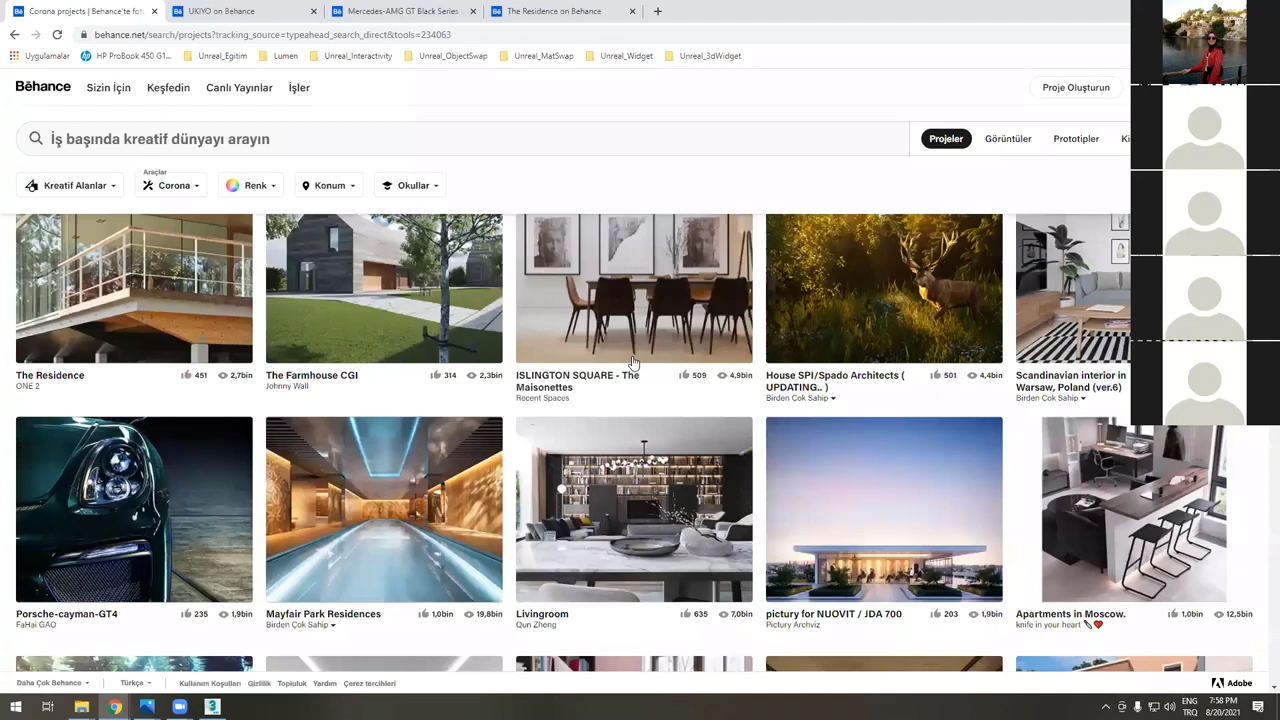 Corona projects | Behance'te foto
UKIYO on Behance
Mercedes-AMG GT Black Series
The Residence on Behance
behance.net/search/projects?tracking_source=typeahead_search_direct&tools=234063
Uygulamalar
HP ProBook 450 G1...
Unreal_Egitim
Lumen
Unreal_Interactivity
Unreal_ObjectSwap
Unreal_MatSwap
Unreal_Widget
Unreal_3dWidget
Bēhance
Sizin İçin
Keşfedin
Canlı Yayınlar
İşler
Proje Oluşturun
İş başında kreatif dünyayı arayın
Projeler
Görüntüler
Prototipler
Ki
Araçlar
Kreatif Alanlar
Corona
Renk
Konum
Okullar
The Residence
451
2,7bin
ONE 2
The Farmhouse CGI
314
2,3bin
Johnny Wall
ISLINGTON SQUARE - The
Maisonettes
509
4,9bin
Recent Spaces
House SPI/Spado Architects (
UPDATING.. )
501
4,4bin
Birden Çok Sahip
Scandinavian interior in
Warsaw, Poland (ver.6)
Birden Çok Sahip
Porsche-cayman-GT4
235
1,9bin
FaHai GAO
Mayfair Park Residences
1,0bin
19,8bin
Birden Çok Sahip
Livingroom
635
7,0bin
Qun Zheng
pictury for NUOVIT / JDA 700
203
1,9bin
Pictury Archviz
Apartments in Moscow.
1,0bin
12,5bin
knife in your heart
Daha Çok Behance
Türkçe
Kullanım Koşulları
Gizlilik
Topluluk
Yardım
Çerez tercihleri
Adobe
ENG
TRQ
7:58 PM
8/20/2021